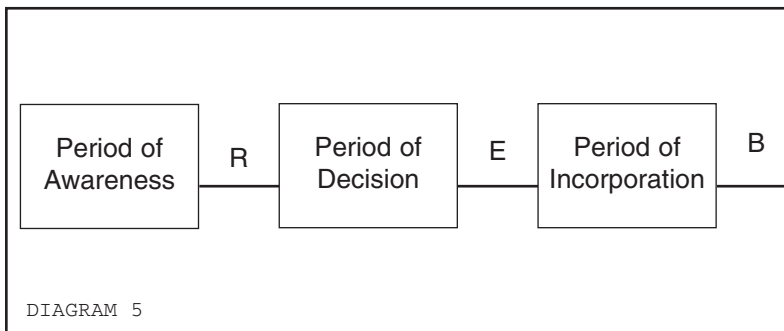 Period of
Awareness
R
Period of
Decision
E
Period of
Incorporation
B
DIAGRAM 5